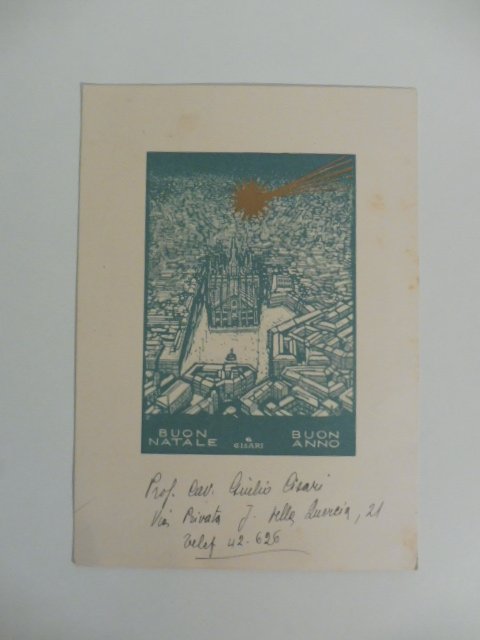 BUON NATALE
G. CISARI
BUON ANNO
Prof. Cav. Giulio Cisari
Via Privata J. della Quercia, 21
Telef 42-626